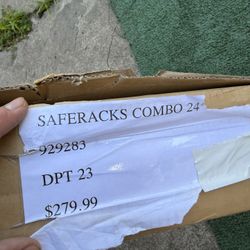 SAFERACKS COMBO 24
929283
DPT 23
$279.99